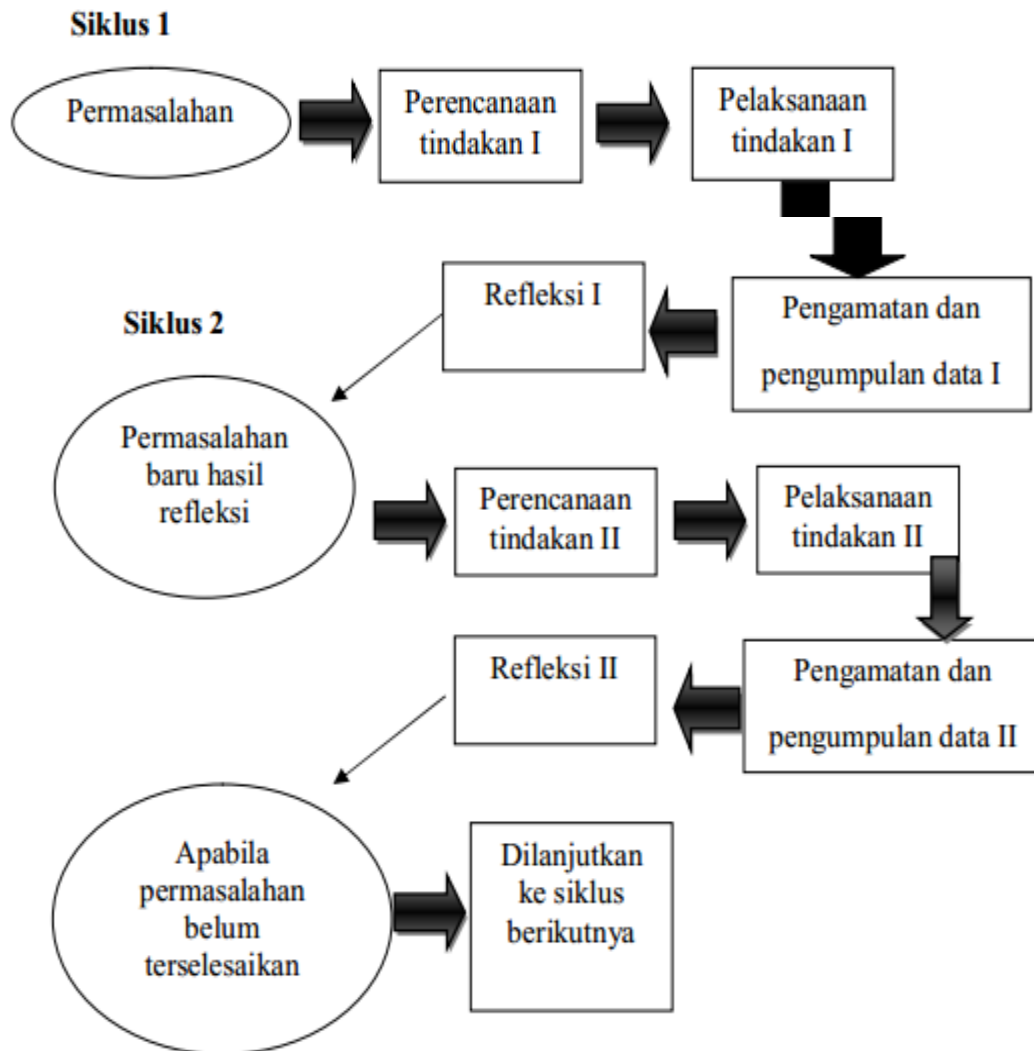 Siklus 1
Permasalahan
Perencanaan
tindakan I
Pelaksanaan
tindakan I
Pengamatan dan
pengumpulan data I
Refleksi I
Siklus 2
Permasalahan
baru hasil
refleksi
Perencanaan
tindakan II
Pelaksanaan
tindakan II
Pengamatan dan
pengumpulan data II
Refleksi II
Apabila
permasalahan
belum
terselesaikan
Dilanjutkan
ke siklus
berikutnya